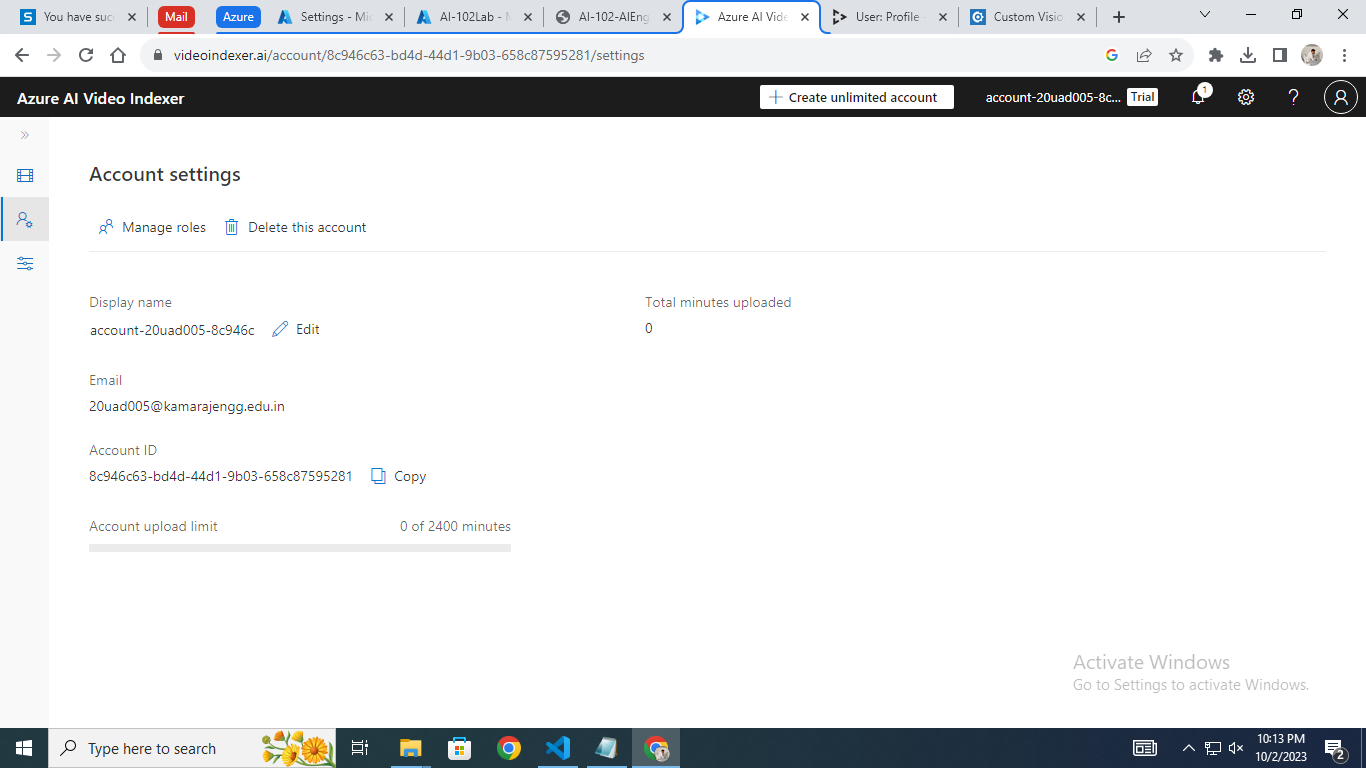 You have suc
Mail
Azure
Settings - Mic
AI-102Lab - M
AI-102-AIEng
Azure AI Vide
User: Profile -
Custom Visio
videoindexer.ai/account/8c946c63-bd4d-44d1-9b03-658c87595281/settings
Azure AI Video Indexer
Create unlimited account
account-20uad005-8c... Trial
1
Account settings
Manage roles
Delete this account
Display name
account-20uad005-8c946c
Edit
Total minutes uploaded
0
Email
20uad005@kamarajengg.edu.in
Account ID
8c946c63-bd4d-44d1-9b03-658c87595281
Copy
Account upload limit
0 of 2400 minutes
Activate Windows
Go to Settings to activate Windows.
Type here to search
10:13 PM
10/2/2023
2